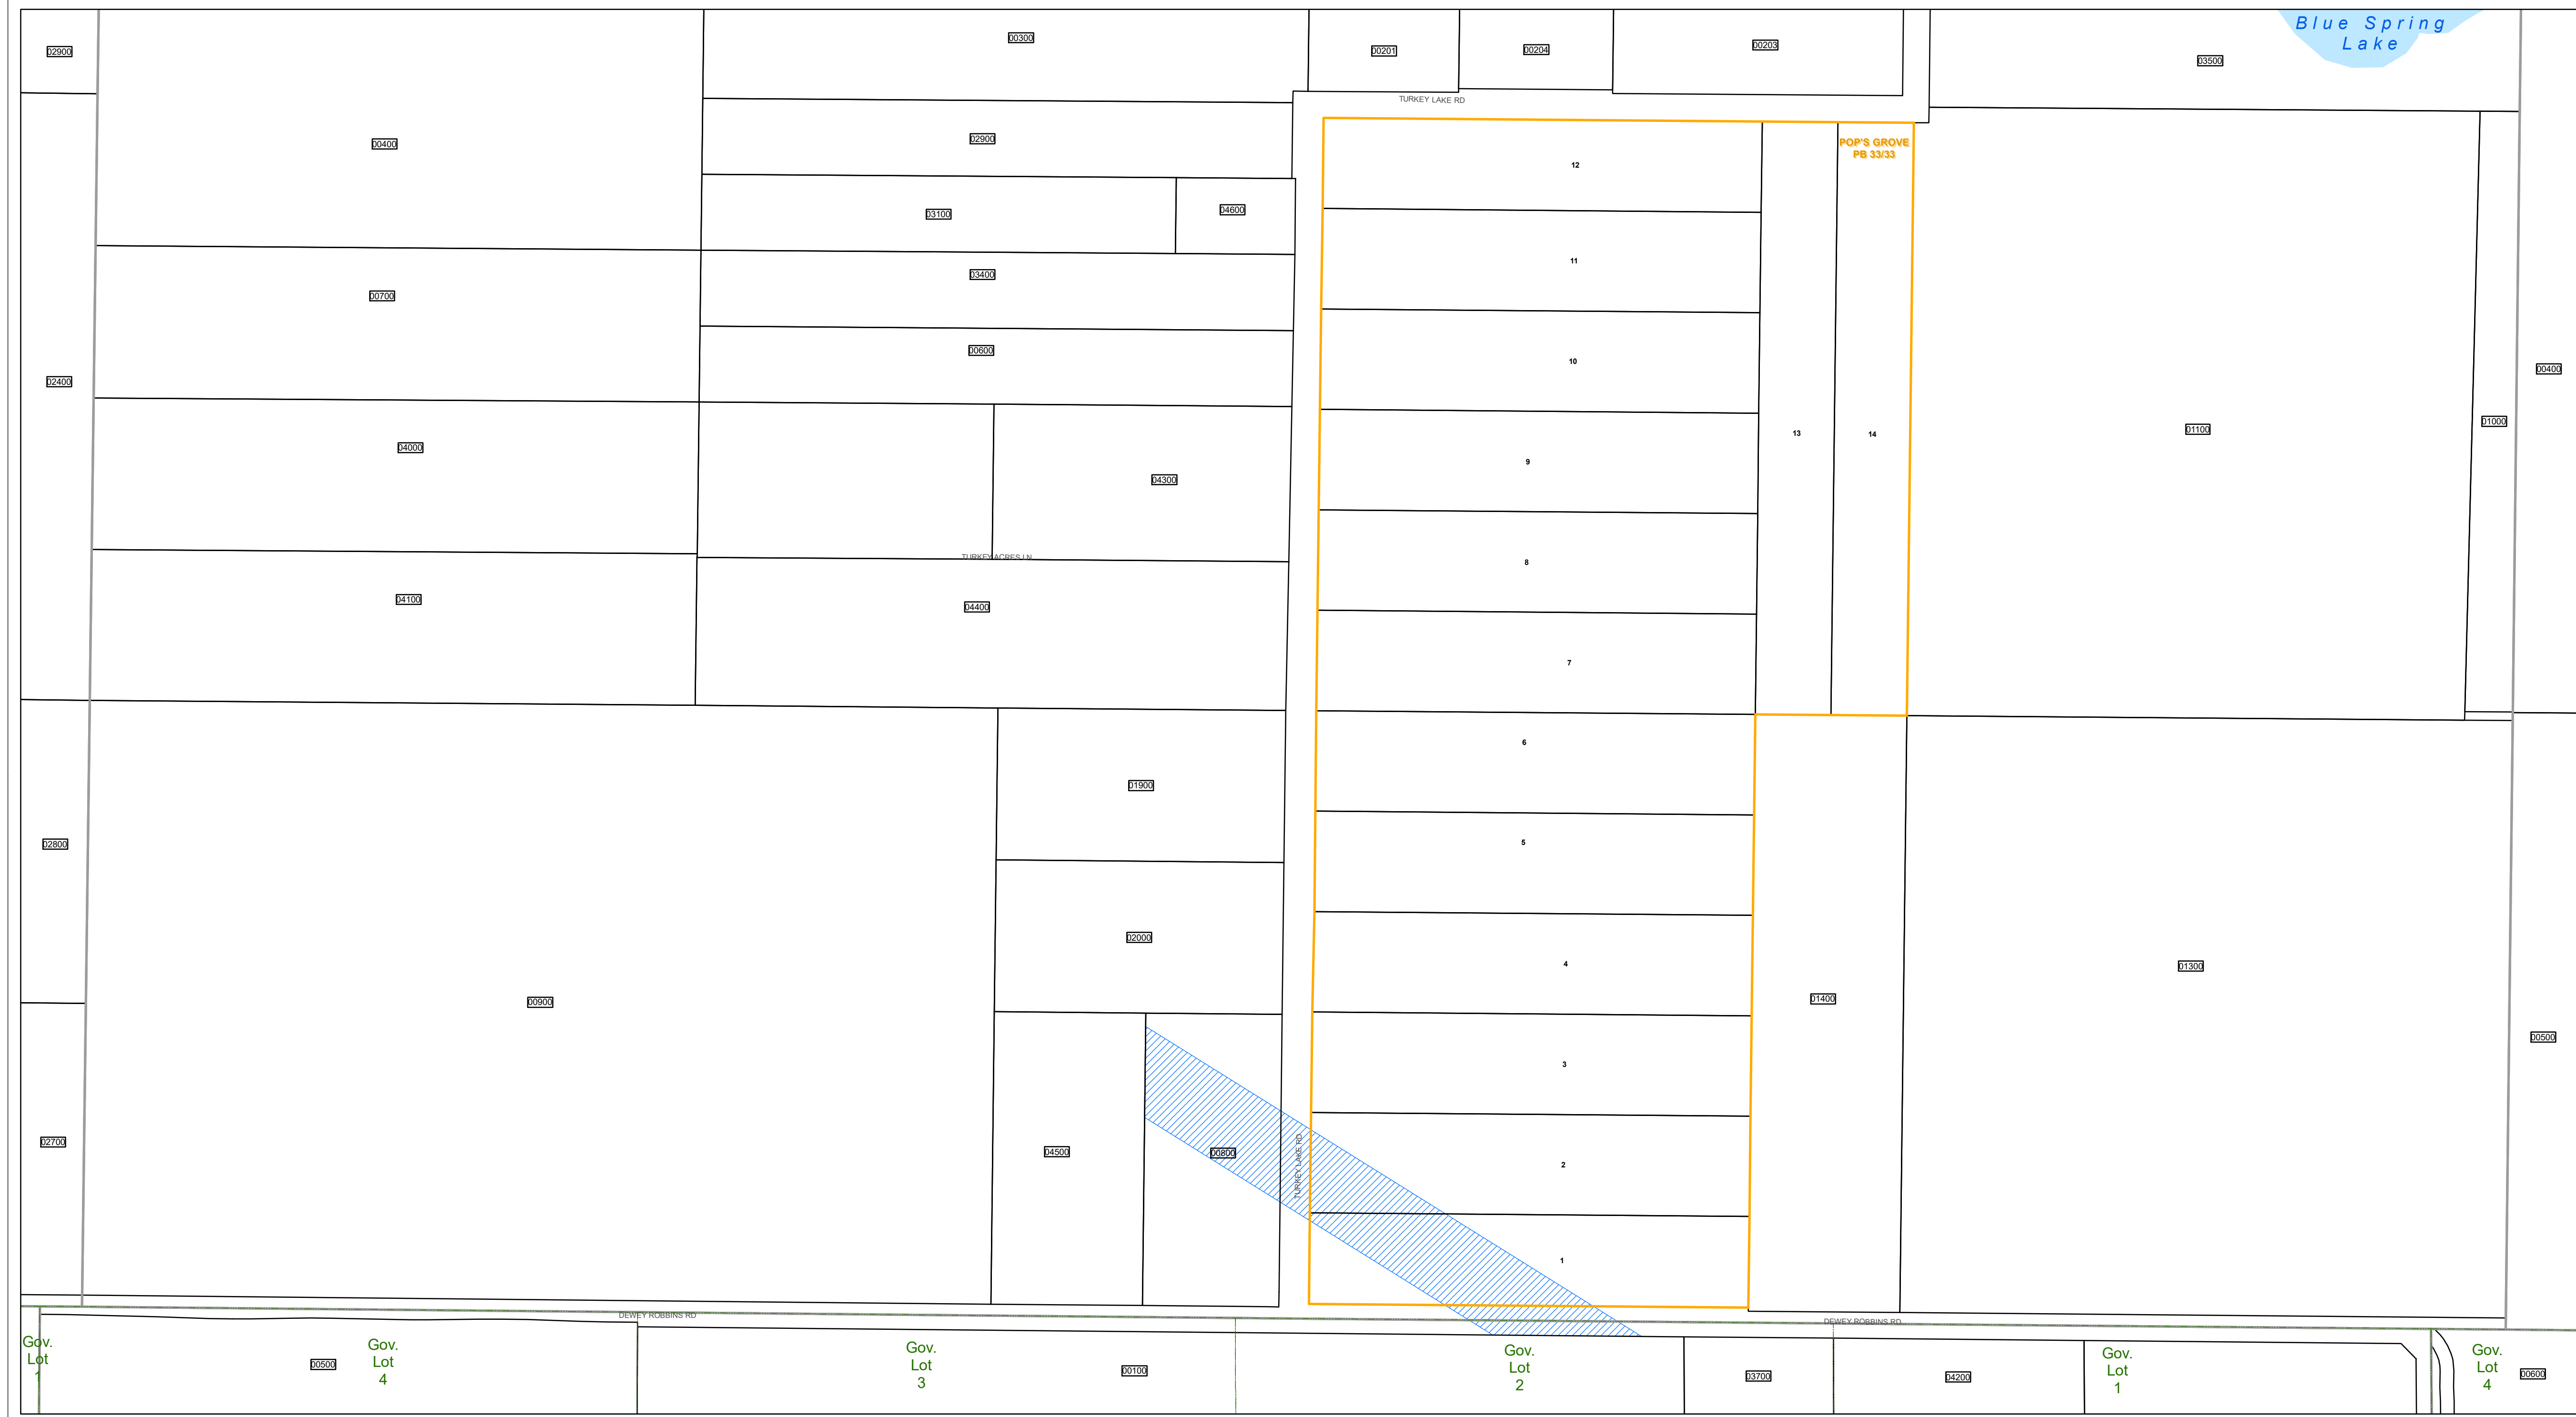 Blue Spring
Lake
02900
00300
00201
00204
00203
03500
TURKEY LAKE RD
00400
02900
POP'S GROVE
PB 33/33
12
03100
04600
11
03400
00700
00600
10
00400
02400
01000
01100
13
14
04000
9
04300
TURKEY ACRES LN
8
04100
04400
7
6
01900
5
02800
02000
4
01300
00900
01400
00500
3
02700
04500
00800
TURKEY LAKE RD
2
1
DEWEY ROBBINS RD
DEWEY ROBBINS RD
Gov.
Lot
1
Gov.
Lot
4
00500
Gov.
Lot
3
00100
Gov.
Lot
2
03700
04200
Gov.
Lot
1
Gov.
Lot
4
00600